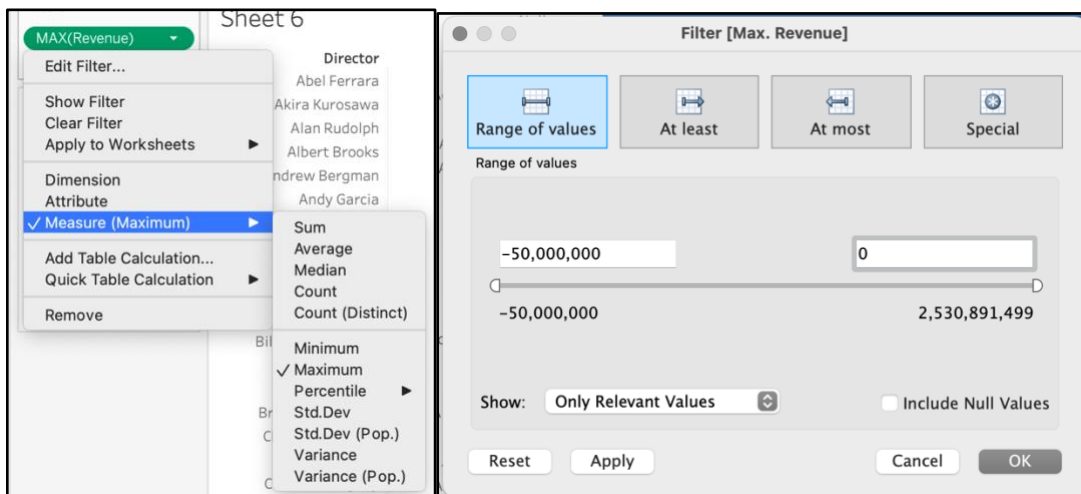 Sheet 6
MAX(Revenue)
Edit Filter...
Show Filter
Clear Filter
Apply to Worksheets
Dimension
Attribute
Measure (Maximum)
Add Table Calculation...
Quick Table Calculation
Remove
Director
Abel Ferrara
Akira Kurosawa
Alan Rudolph
Albert Brooks
ndrew Bergman
Andy Garcia
Sum
Average
Median
Count
Count (Distinct)
Minimum
Maximum
Percentile
Std.Dev
Std.Dev (Pop.)
Variance
Variance (Pop.)
Bil
Br
C
C
Filter [Max. Revenue]
Range of values At least At most Special
Range of values
-50,000,000 0
-50,000,000 2,530,891,499
Show: Only Relevant Values Include Null Values
Reset Apply Cancel OK